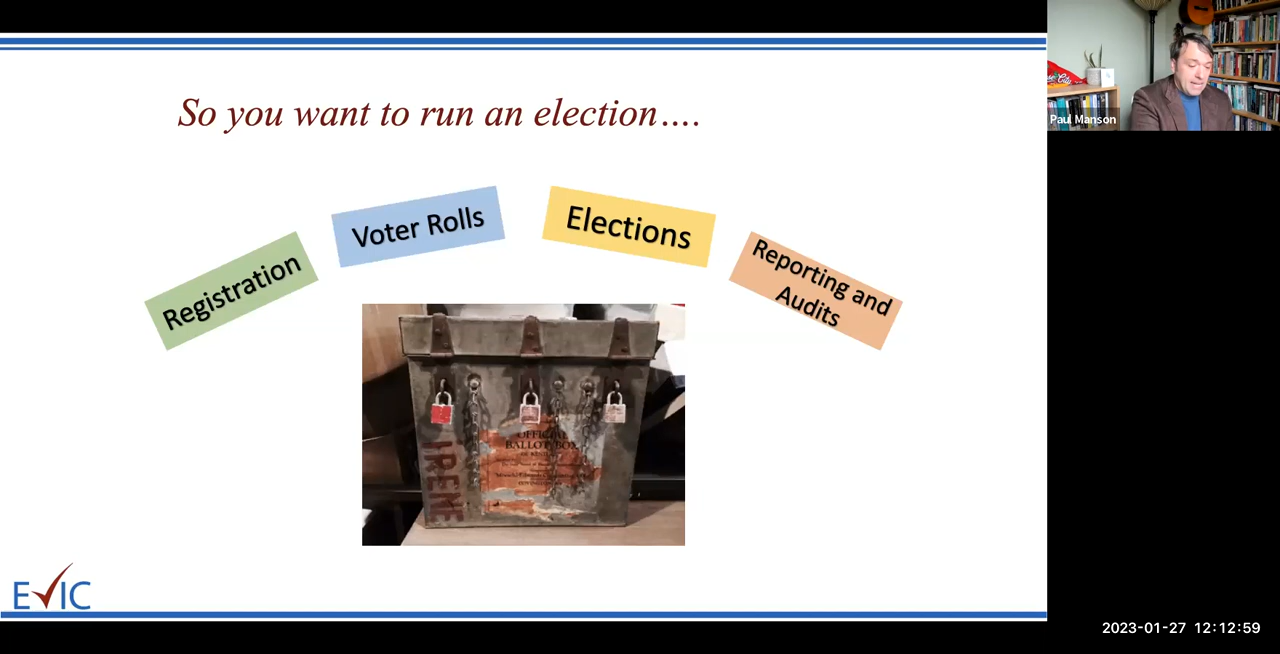 So you want to run an election....
Registration
Voter Rolls
Elections
Reporting and
Audits
OFFICIAL
BALLOT BOX
IRENE
EVIC
Paul Manson
2023-01-27 12:12:59